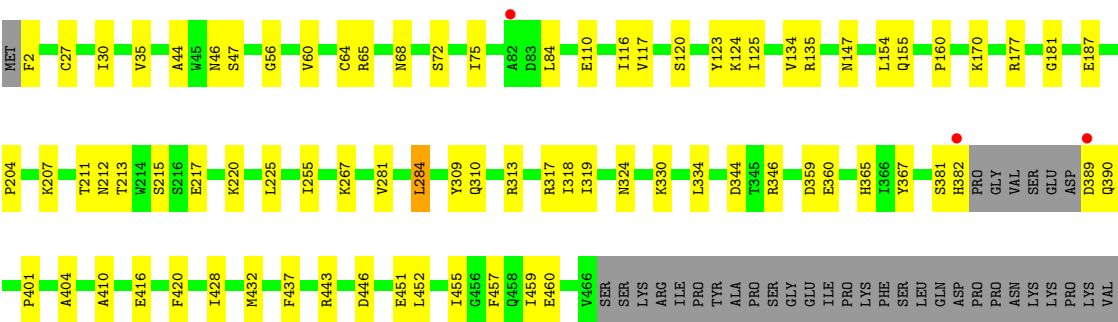 MET F2 C27 I30 V35 A44 W45 N46 S47 G56 V60 C64 R65 N68 S72 I75 A82 D83 L84 E110 I116 V117 S120 Y123 K124 I125 V134 R135 N147 L154 Q155 P160 K170 R177 G181 E187
P204 K207 T211 N212 T213 W214 S215 S216 E217 K220 L225 I255 K267 V281 L284 Y309 Q310 R313 R317 I318 I319 N324 K330 L334 D344 T345 R346 D359 E360 H365 I366 Y367 S381 H382 PRO GLY VAL SER GLU ASP D389 Q390
P401 A404 A410 E416 F420 I428 M432 F437 R443 D446 E451 L452 I455 G456 F457 Q458 I459 E460 V466 SER SER LYS ARG ILE PRO TYR ALA PRO SER GLY GLU ILE PRO LYS PHE SER LEU GLN ASP PRO PRO ASN LYS LYS PRO LYS VAL